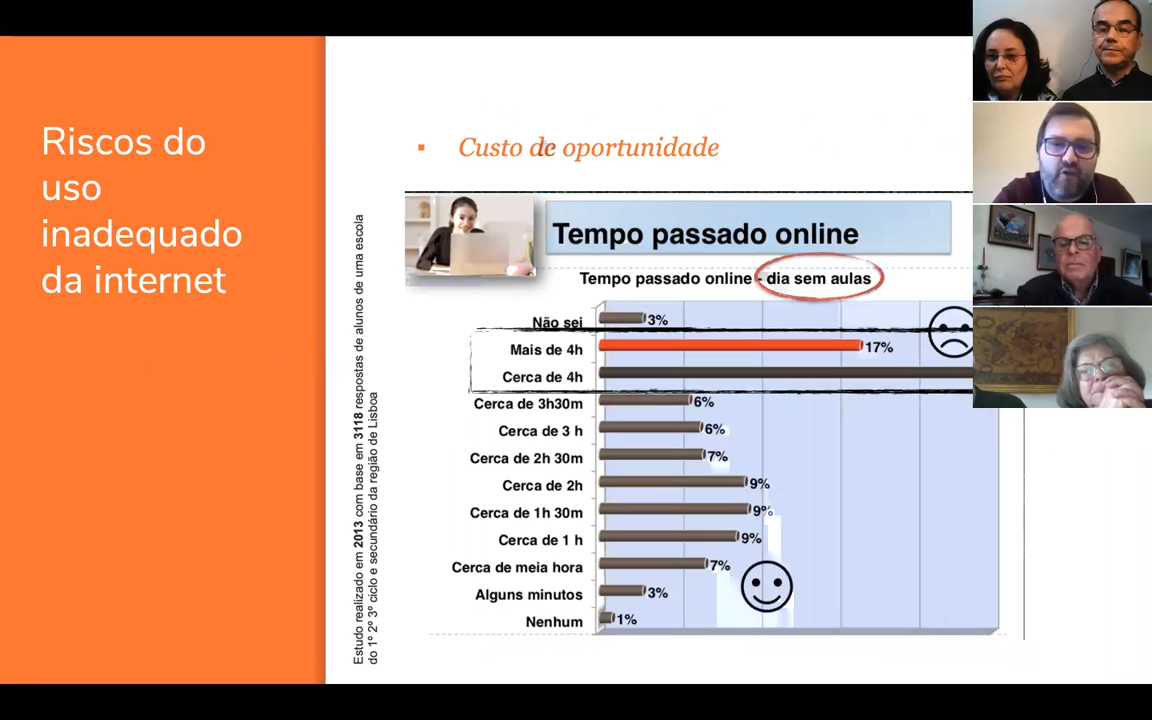 Riscos do
uso
inadequado
da internet
Custo de oportunidade
Tempo passado online
Tempo passado online - dia sem aulas
Não sei 3%
Mais de 4h 17%
Cerca de 4h
Cerca de 3h30m 6%
Cerca de 3 h 6%
Cerca de 2h 30m 7%
Cerca de 2h 9%
Cerca de 1h 30m 9%
Cerca de 1 h 9%
Cerca de meia hora 7%
Alguns minutos 3%
Nenhum 1%
Estudo realizado em 2013 com base em 3118 respostas de alunos de uma escola
do 1º 2º 3º ciclo e secundário da região de Lisboa